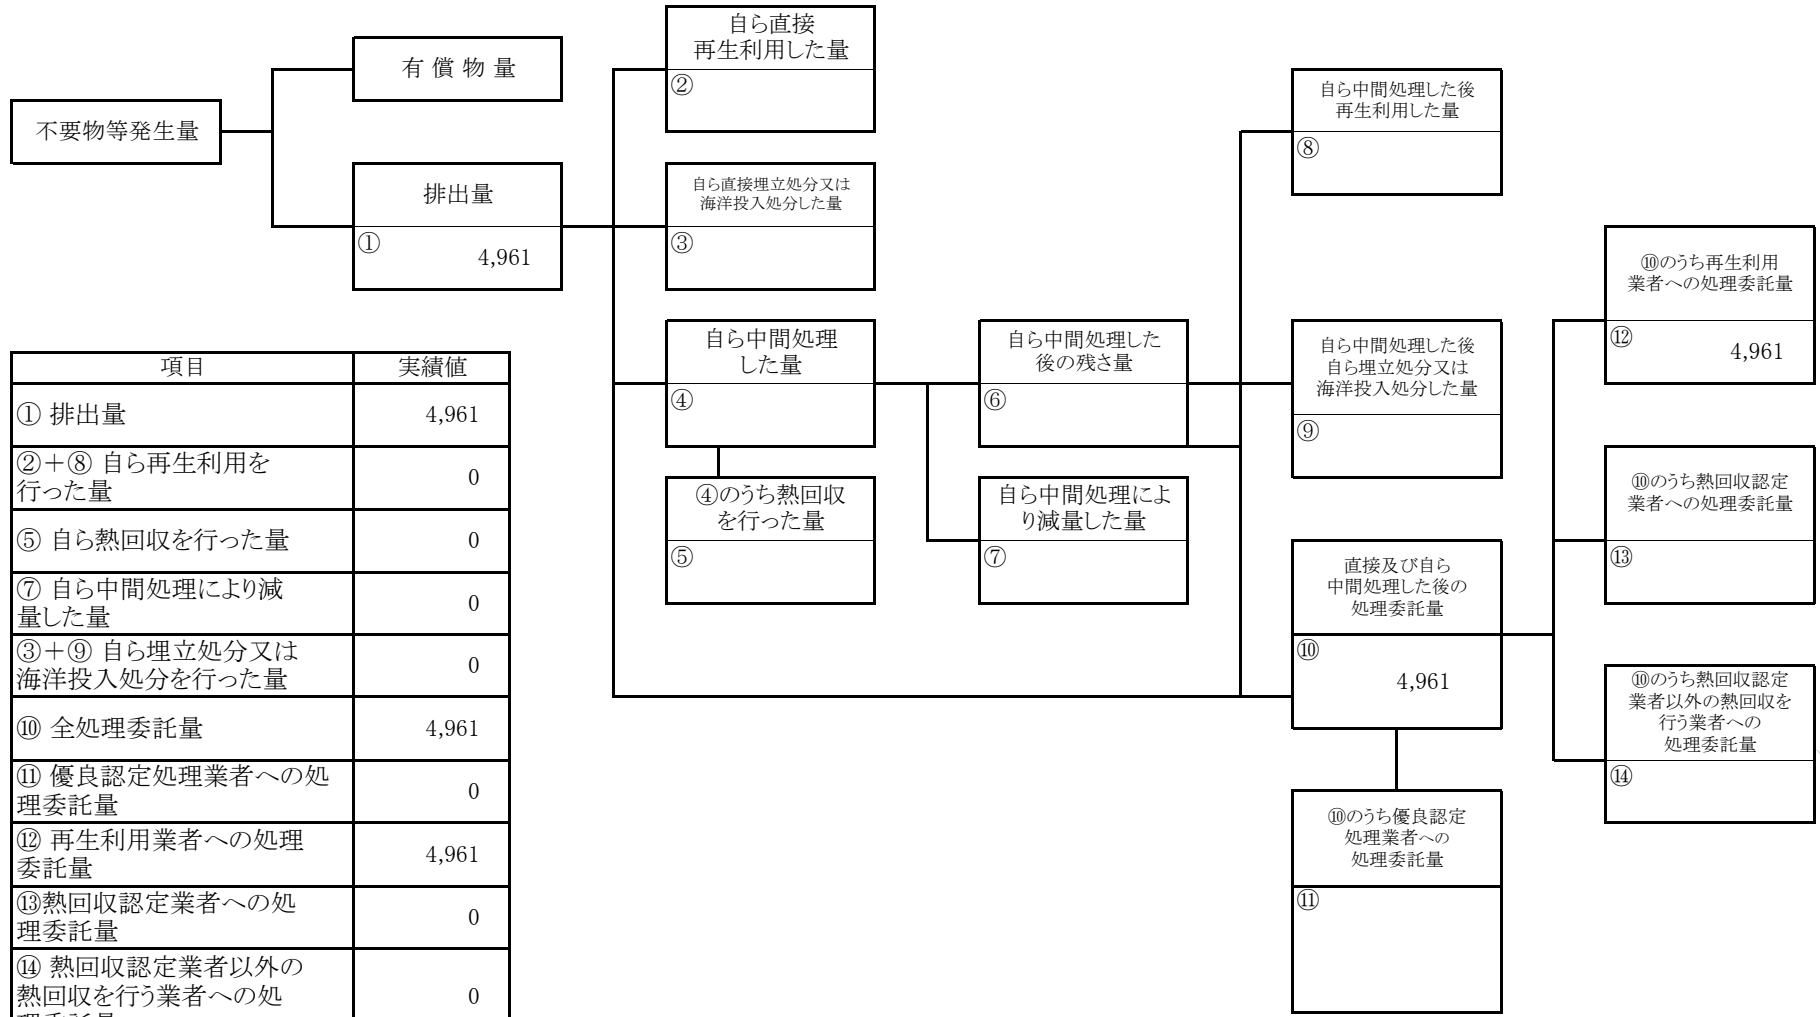 自ら直接
再生利用した量
②
有 償 物 量
不要物等発生量
排出量
①
4,961
自ら直接埋立処分又は
海洋投入処分した量
③
自ら中間処理した後
再生利用した量
⑧
自ら中間処理
した量
④
自ら中間処理した
後の残さ量
⑥
自ら中間処理した後
自ら埋立処分又は
海洋投入処分した量
⑨
⑩のうち再生利用
業者への処理委託量
⑫
4,961
④のうち熱回収
を行った量
⑤
自ら中間処理によ
り減量した量
⑦
⑩のうち熱回収認定
業者への処理委託量
⑬
直接及び自ら
中間処理した後の
処理委託量
⑩
4,961
⑩のうち熱回収認定
業者以外の熱回収を
行う業者への
処理委託量
⑭
⑩のうち優良認定
処理業者への
処理委託量
⑪
項目 実績値
① 排出量 4,961
②＋⑧ 自ら再生利用を
行った量 0
⑤ 自ら熱回収を行った量 0
⑦ 自ら中間処理により減
量した量 0
③＋⑨ 自ら埋立処分又は
海洋投入処分を行った量 0
⑩ 全処理委託量 4,961
⑪ 優良認定処理業者への処
理委託量 0
⑫ 再生利用業者への処理
委託量 4,961
⑬熱回収認定業者への処
理委託量 0
⑭ 熱回収認定業者以外の
熱回収を行う業者への処 0